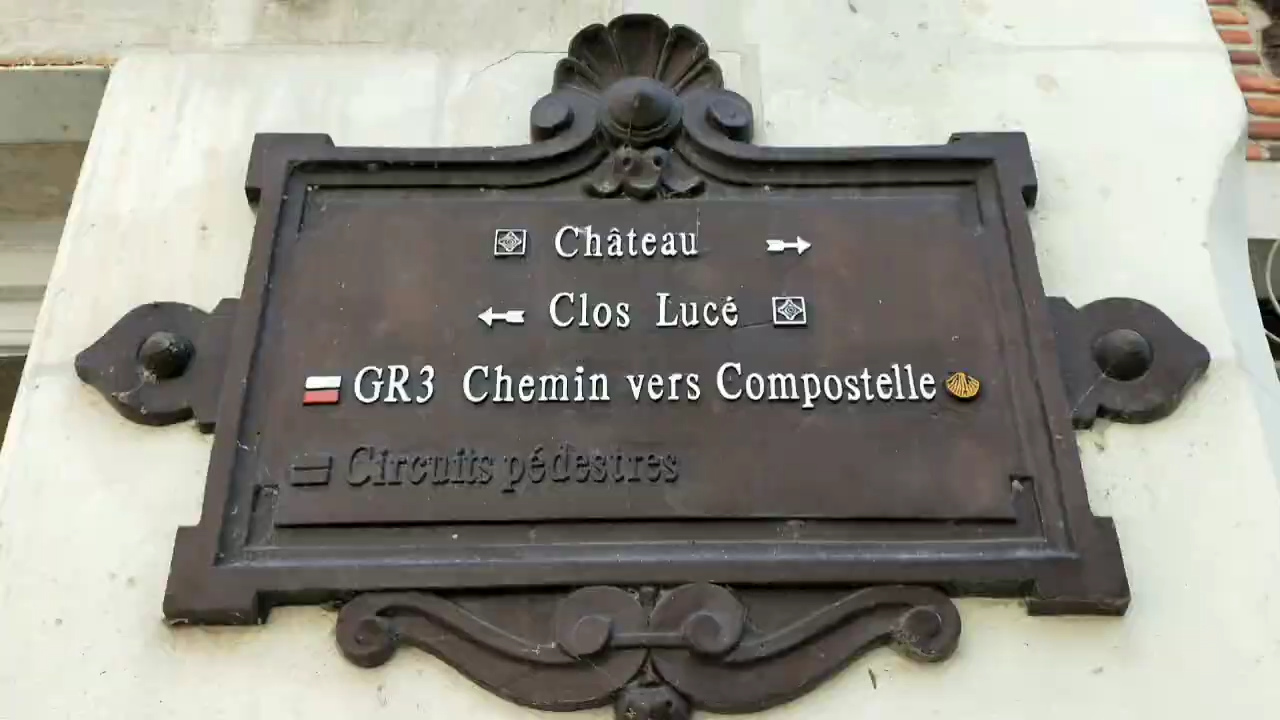 Château
Clos Lucé
GR3 Chemin vers Compostelle
Circuits pédestres